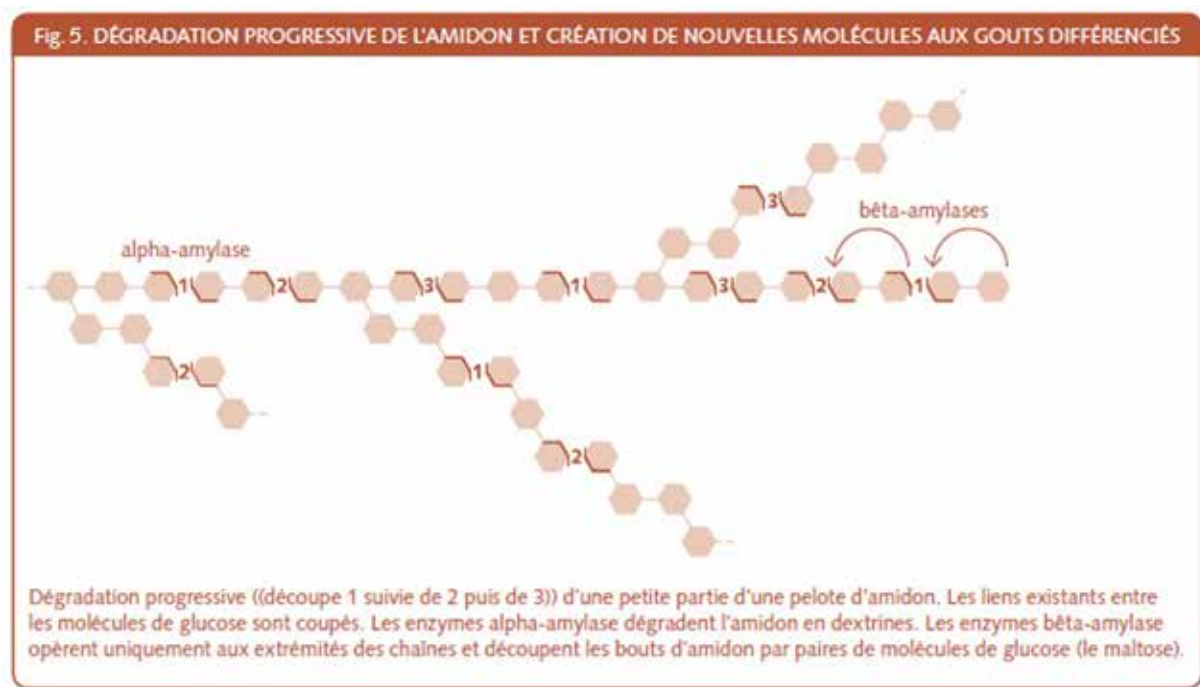 Fig. 5. DÉGRADATION PROGRESSIVE DE L'AMIDON ET CRÉATION DE NOUVELLES MOLÉCULES AUX GOUTS DIFFÉRENCIÉS
3
bêta-amylases
alpha-amylase
1 2 3 1 3 2 1
2 1
2
Dégradation progressive ((découpe 1 suivie de 2 puis de 3)) d'une petite partie d'une pelote d'amidon. Les liens existants entre
les molécules de glucose sont coupés. Les enzymes alpha-amylase dégradent l'amidon en dextrines. Les enzymes bêta-amylase
opèrent uniquement aux extrémités des chaînes et découpent les bouts d'amidon par paires de molécules de glucose (le maltose).